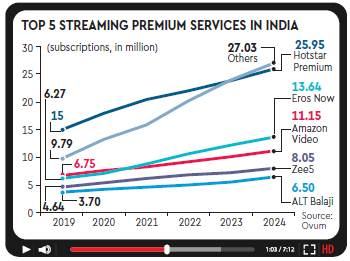 TOP 5 STREAMING PREMIUM SERVICES IN INDIA
(subscriptions, in million)
30
25
20
15
10
5
0
6.27
15
9.79
6.75
4.64
3.70
27.03
Others
25.95
Hotstar
Premium
13.64
Eros Now
11.15
Amazon
Video
8.05
Zee5
6.50
ALT Balaji
2019 2020 2021 2022 2023 2024
Source:
Ovum
1:03 / 7:12 HD